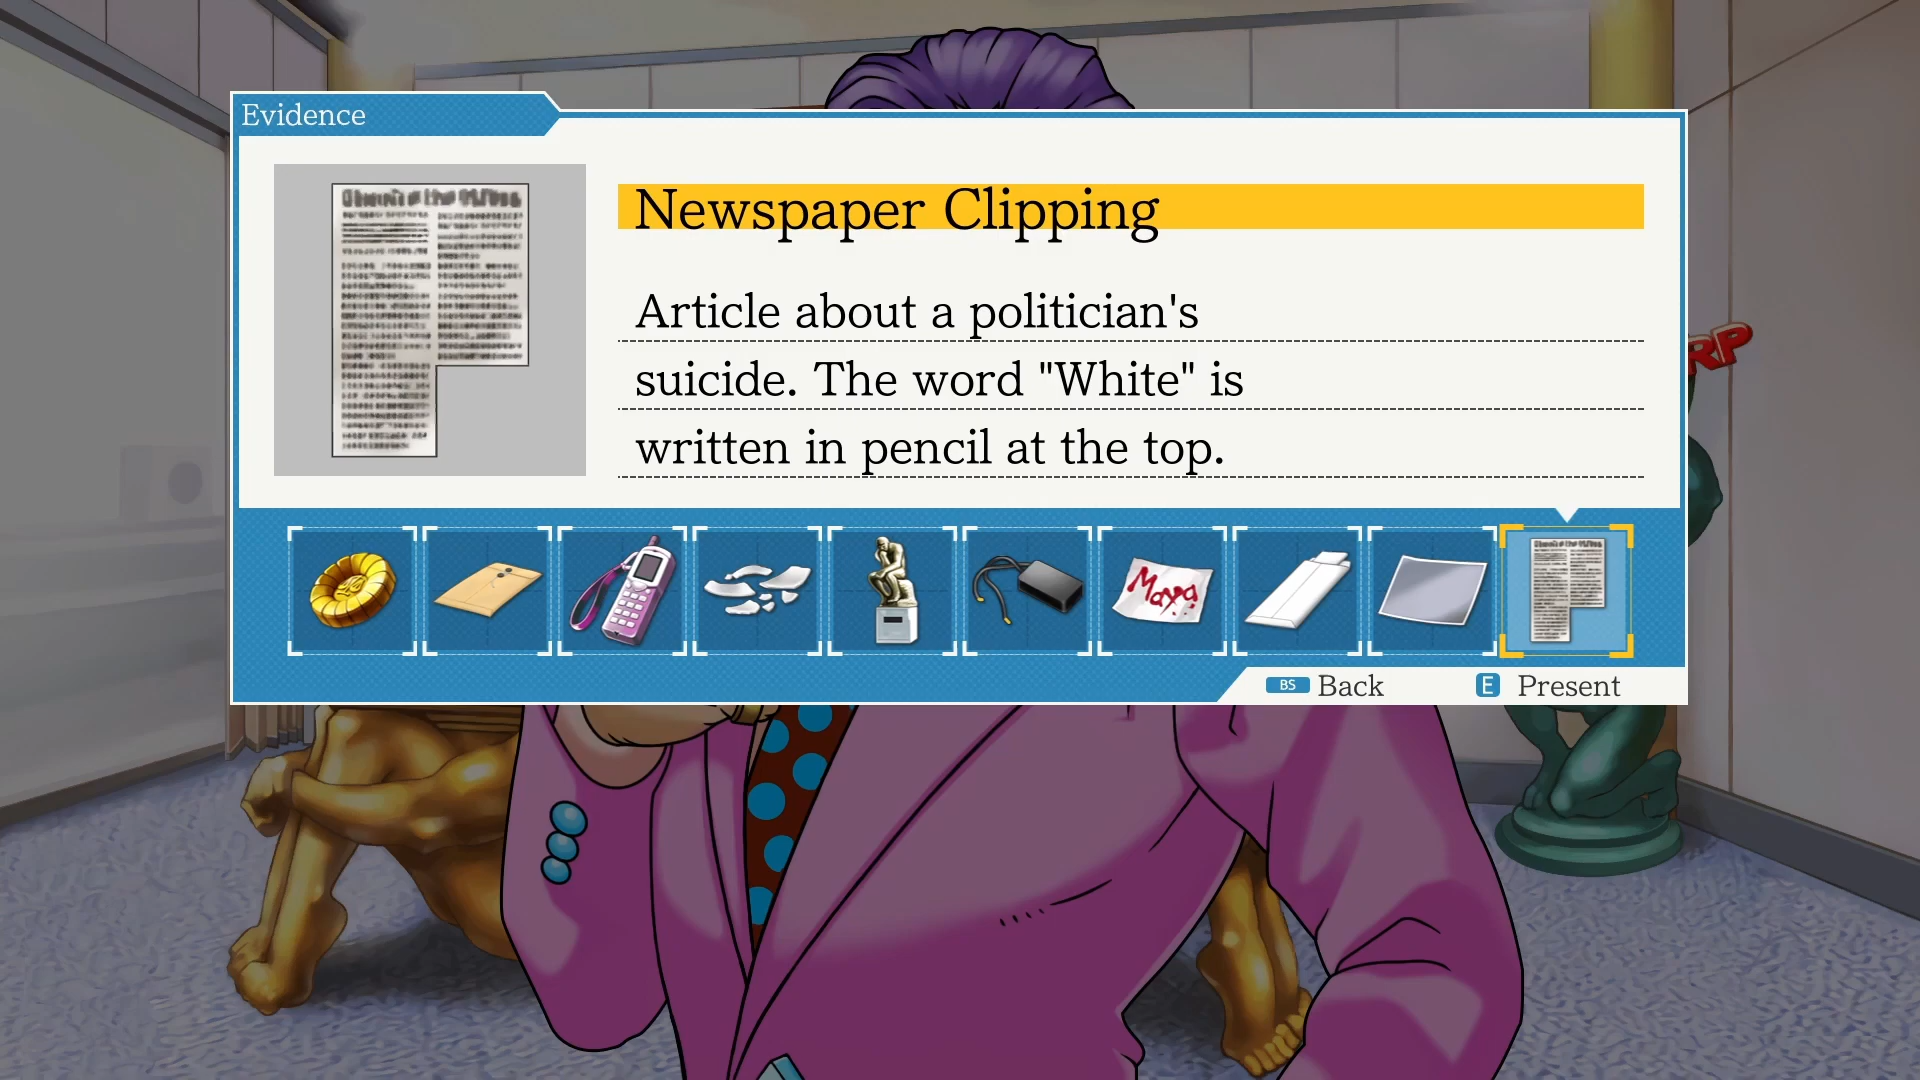 Evidence
Newspaper Clipping
Article about a politician's
suicide. The word "White" is
written in pencil at the top.
Maya
BS Back
E Present